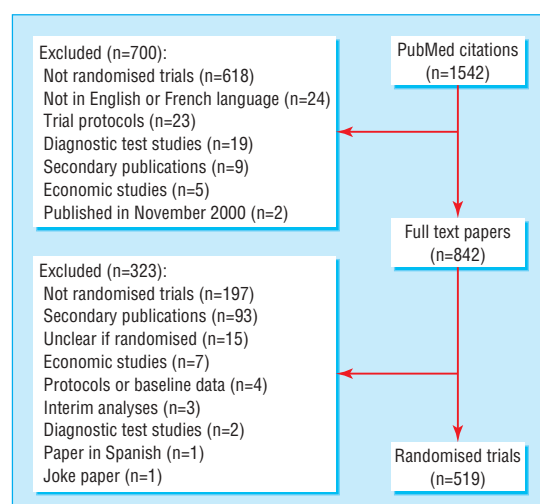 Excluded (n=700):
Not randomised trials (n=618)
Not in English or French language (n=24)
Trial protocols (n=23)
Diagnostic test studies (n=19)
Secondary publications (n=9)
Economic studies (n=5)
Published in November 2000 (n=2)
PubMed citations
(n=1542)
Full text papers
(n=842)
Excluded (n=323):
Not randomised trials (n=197)
Secondary publications (n=93)
Unclear if randomised (n=15)
Economic studies (n=7)
Protocols or baseline data (n=4)
Interim analyses (n=3)
Diagnostic test studies (n=2)
Paper in Spanish (n=1)
Joke paper (n=1)
Randomised trials
(n=519)